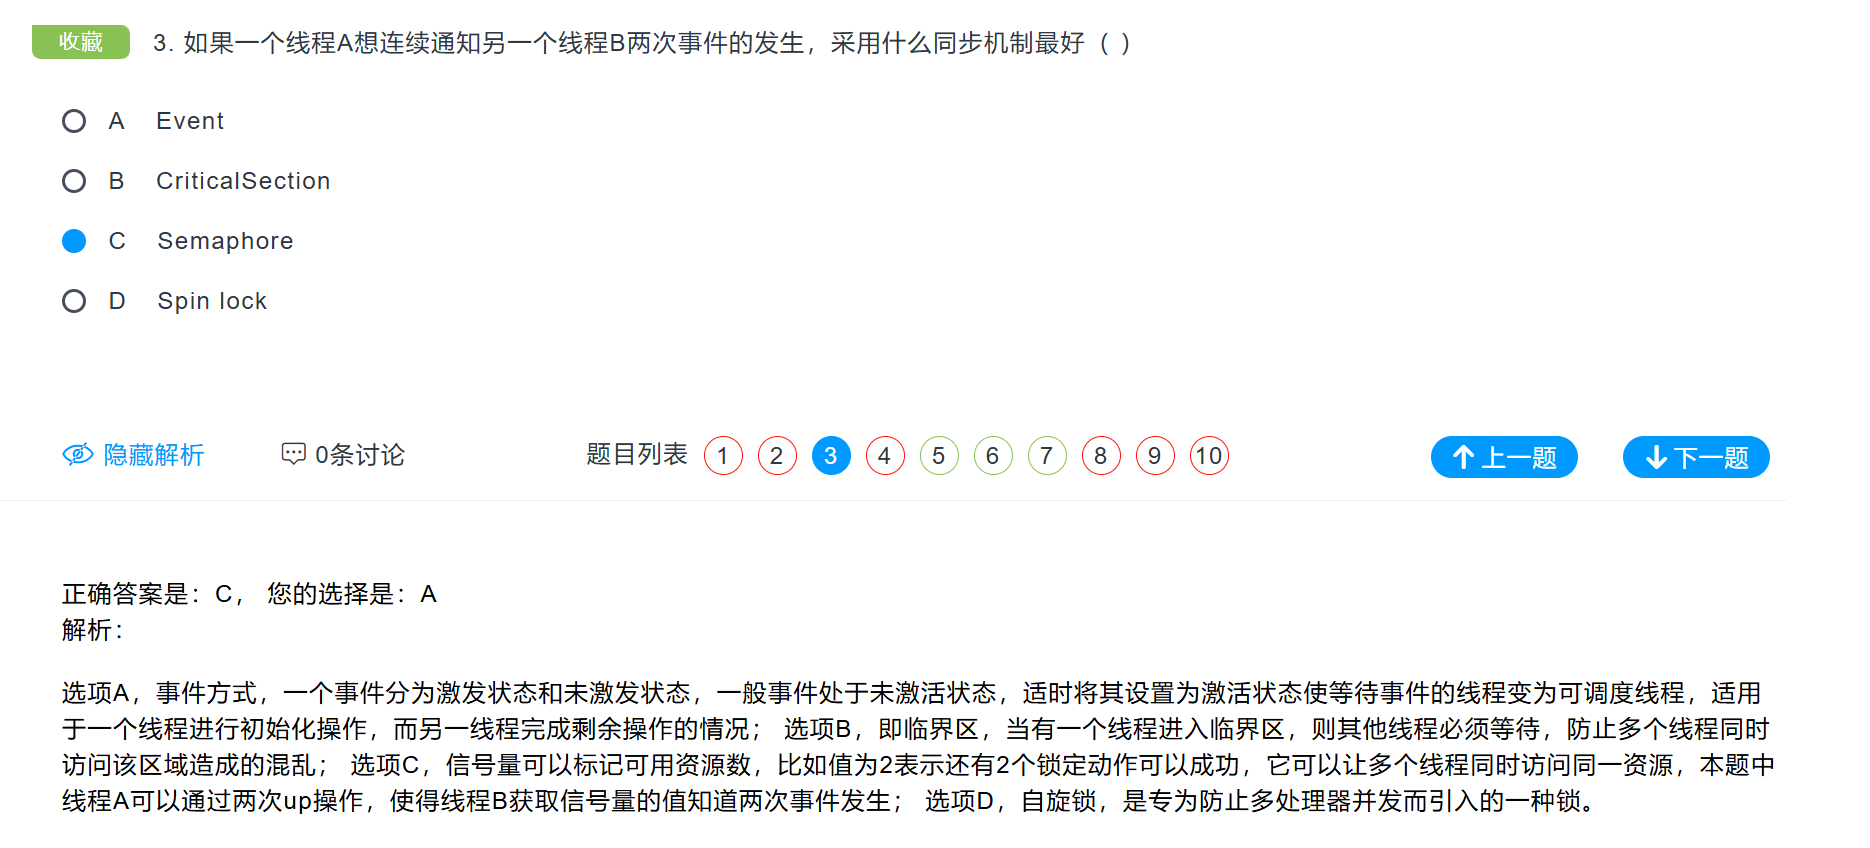 收藏 3. 如果一个线程A想连续通知另一个线程B两次事件的发生，采用什么同步机制最好（ ）
A Event
B CriticalSection
C Semaphore
D Spin lock
隐藏解析 0条讨论 题目列表 1 2 3 4 5 6 7 8 9 10 上一题 下一题
正确答案是：C， 您的选择是：A
解析：
选项A，事件方式，一个事件分为激发状态和未激发状态，一般事件处于未激活状态，适时将其设置为激活状态使等待事件的线程变为可调度线程，适用
于一个线程进行初始化操作，而另一线程完成剩余操作的情况； 选项B，即临界区，当有一个线程进入临界区，则其他线程必须等待，防止多个线程同时
访问该区域造成的混乱； 选项C，信号量可以标记可用资源数，比如值为2表示还有2个锁定动作可以成功，它可以让多个线程同时访问同一资源，本题中
线程A可以通过两次up操作，使得线程B获取信号量的值知道两次事件发生； 选项D，自旋锁，是专为防止多处理器并发而引入的一种锁。